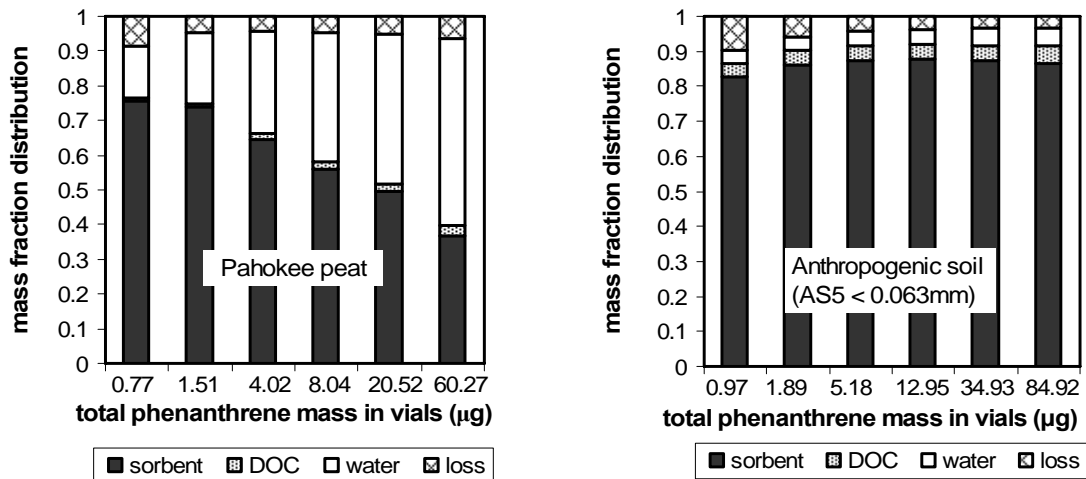 mass fraction distribution
1
0.9
0.8
0.7
0.6
0.5
0.4
0.3
0.2
0.1
0
Pahokee peat
0.77 1.51 4.02 8.04 20.52 60.27
total phenanthrene mass in vials (μg)
sorbent DOC water loss
mass fraction distribution
1
0.9
0.8
0.7
0.6
0.5
0.4
0.3
0.2
0.1
0
Anthropogenic soil
(AS5 < 0.063mm)
0.97 1.89 5.18 12.95 34.93 84.92
total phenanthrene mass in vials (μg)
sorbent DOC water loss